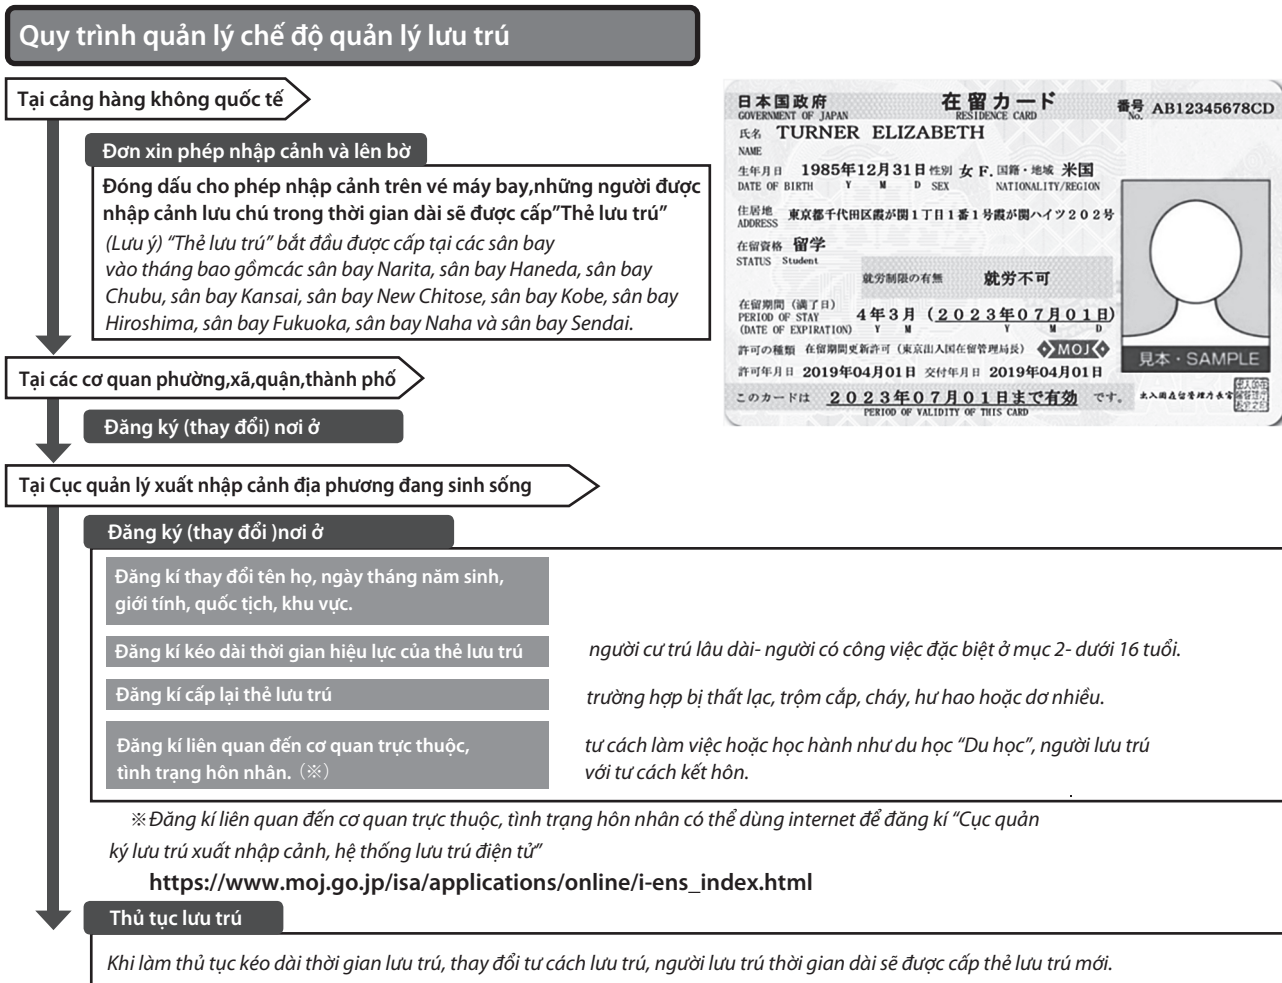 Quy trình quản lý chế độ quản lý lưu trú
Tại cảng hàng không quốc tế
Đơn xin phép nhập cảnh và lên bờ
Đóng dấu cho phép nhập cảnh trên vé máy bay,những người được
nhập cảnh lưu chú trong thời gian dài sẽ được cấp"Thẻ lưu trú"
(Lưu ý) "Thẻ lưu trú" bắt đầu được cấp tại các sân bay
vào tháng bao gồmcác sân bay Narita, sân bay Haneda, sân bay
Chubu, sân bay Kansai, sân bay New Chitose, sân bay Kobe, sân bay
Hiroshima, sân bay Fukuoka, sân bay Naha và sân bay Sendai.
Tại các cơ quan phường,xã,quận,thành phố
Đăng ký (thay đổi) nơi ở
日本国政府 在留カード 番号 AB12345678CD
GOVERNMENT OF JAPAN RESIDENCE CARD No.
氏名 TURNER ELIZABETH
NAME
生年月日 1985年12月31日 性別 女 F. 国籍・地域 米国
DATE OF BIRTH Y M D SEX NATIONALITY/REGION
住居地 東京都千代田区霞が関1丁目1番1号霞が関ハイツ202号
ADDRESS
在留資格 留学
STATUS Student
就労制限の有無 就労不可
在留期間(満了日)
PERIOD OF STAY 4年3月(2023年07月01日)
(DATE OF EXPIRATION) Y M Y M D
許可の種類 在留期間更新許可(東京出入国在留管理局長) MOJ
見本・SAMPLE
許可年月日 2019年04月01日 交付年月日 2019年04月01日
このカードは 2023年07月01日まで有効 です。 出入国在留管理庁長官
PERIOD OF VALIDITY OF THIS CARD
Tại Cục quản lý xuất nhập cảnh địa phương đang sinh sống
Đăng ký (thay đổi )nơi ở
Đăng kí thay đổi tên họ, ngày tháng năm sinh,
giới tính, quốc tịch, khu vực.
Đăng kí kéo dài thời gian hiệu lực của thẻ lưu trú
người cư trú lâu dài- người có công việc đặc biệt ở mục 2- dưới 16 tuổi.
Đăng kí cấp lại thẻ lưu trú
trường hợp bị thất lạc, trộm cắp, cháy, hư hao hoặc dơ nhiều.
Đăng kí liên quan đến cơ quan trực thuộc,
tình trạng hôn nhân.(※)
tư cách làm việc hoặc học hành như du học "Du học", người lưu trú
với tư cách kết hôn.
※Đăng kí liên quan đến cơ quan trực thuộc, tình trạng hôn nhân có thể dùng internet để đăng kí "Cục quản
ký lưu trú xuất nhập cảnh, hệ thống lưu trú điện tử"
https://www.moj.go.jp/isa/applications/online/i-ens_index.html
Thủ tục lưu trú
Khi làm thủ tục kéo dài thời gian lưu trú, thay đổi tư cách lưu trú, người lưu trú thời gian dài sẽ được cấp thẻ lưu trú mới.